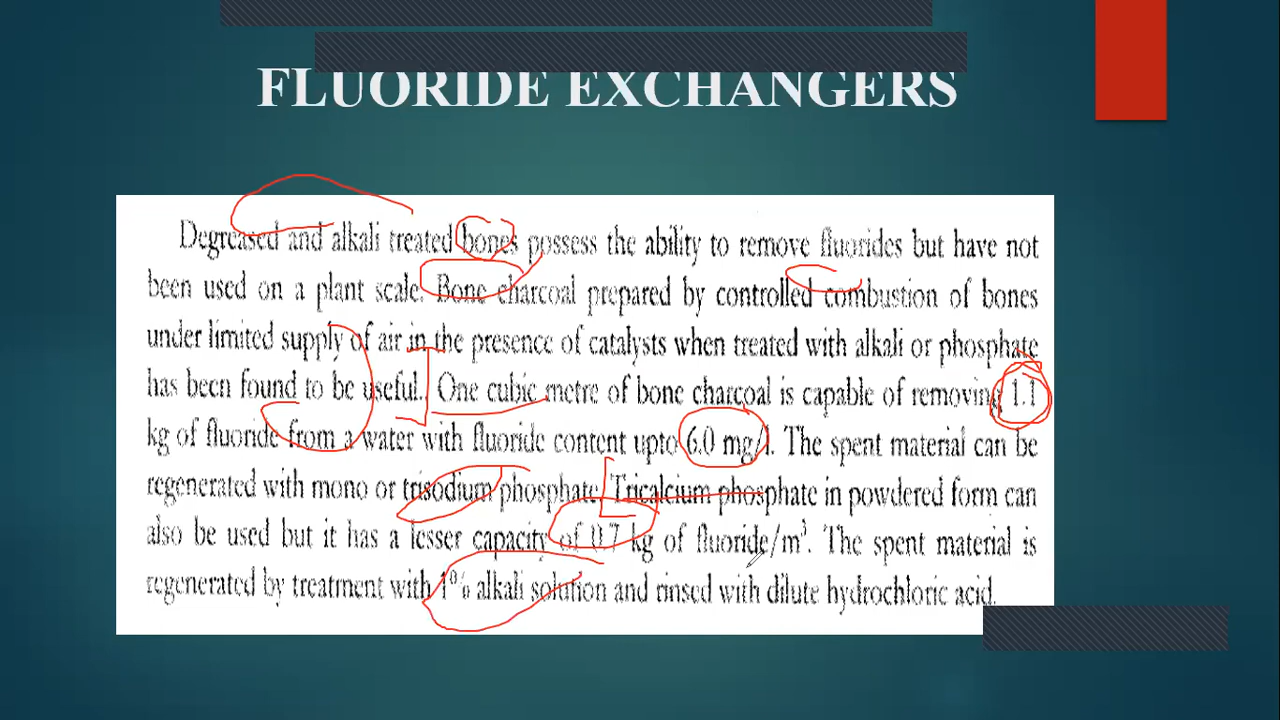 FLUORIDE EXCHANGERS
Degreased and alkali treated bones possess the ability to remove fluorides but have not
been used on a plant scale. Bone charcoal prepared by controlled combustion of bones
under limited supply of air in the presence of catalysts when treated with alkali or phosphate
has been found to be useful. One cubic metre of bone charcoal is capable of removing 1.1
kg of fluoride from a water with fluoride content upto 6.0 mg/l. The spent material can be
regenerated with mono or trisodium phosphate. Tricalcium phosphate in powdered form can
also be used but it has a lesser capacity of 0.7 kg of fluoride/m³. The spent material is
regenerated by treatment with 1% alkali solution and rinsed with dilute hydrochloric acid.